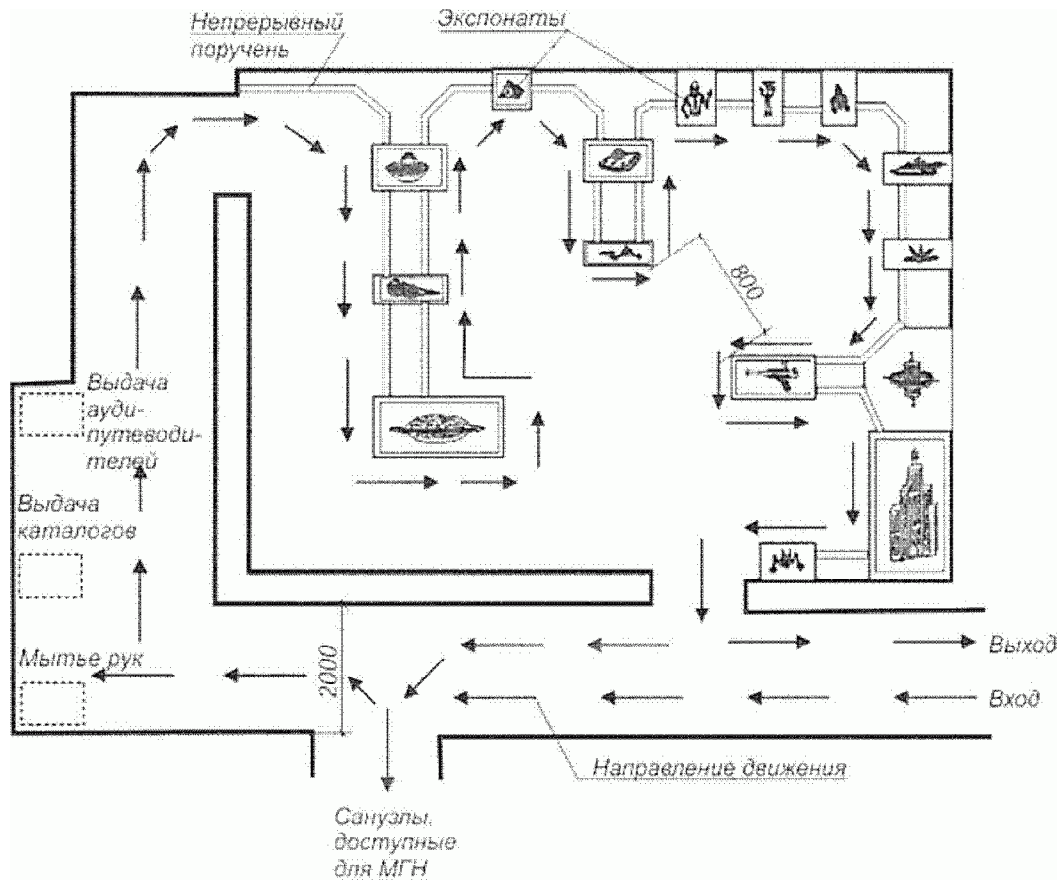 Непрерывный
поручень
Экспонаты
800
Выдача
ауди-
путеводи-
телей
Выдача
каталогов
Мытье рук
2000
Выход
Вход
Направление движения
Санузлы,
доступные
для МГН